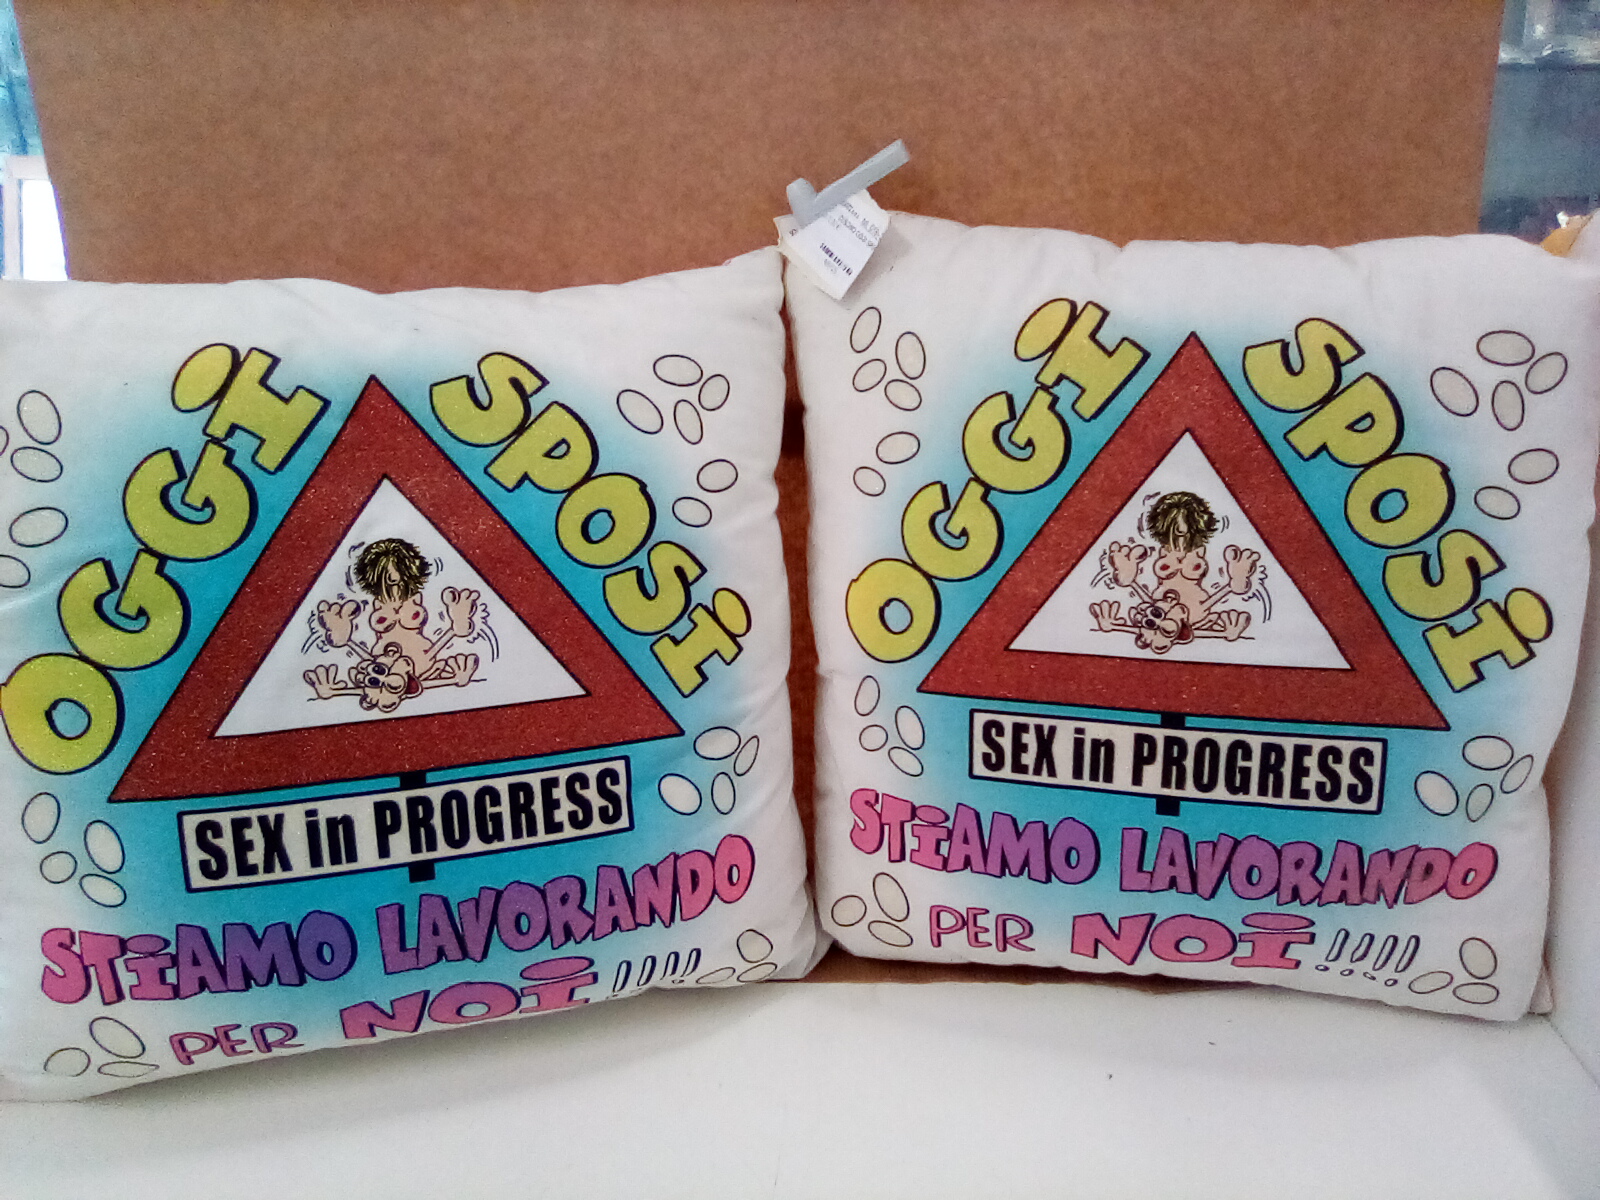 OGGi SPOSi
SEX in PROGRESS
STiAMO LAVORANDO
PER NOi!!!!
OGGi SPOSi
SEX in PROGRESS
STiAMO LAVORANDO
PER NOi!!!!